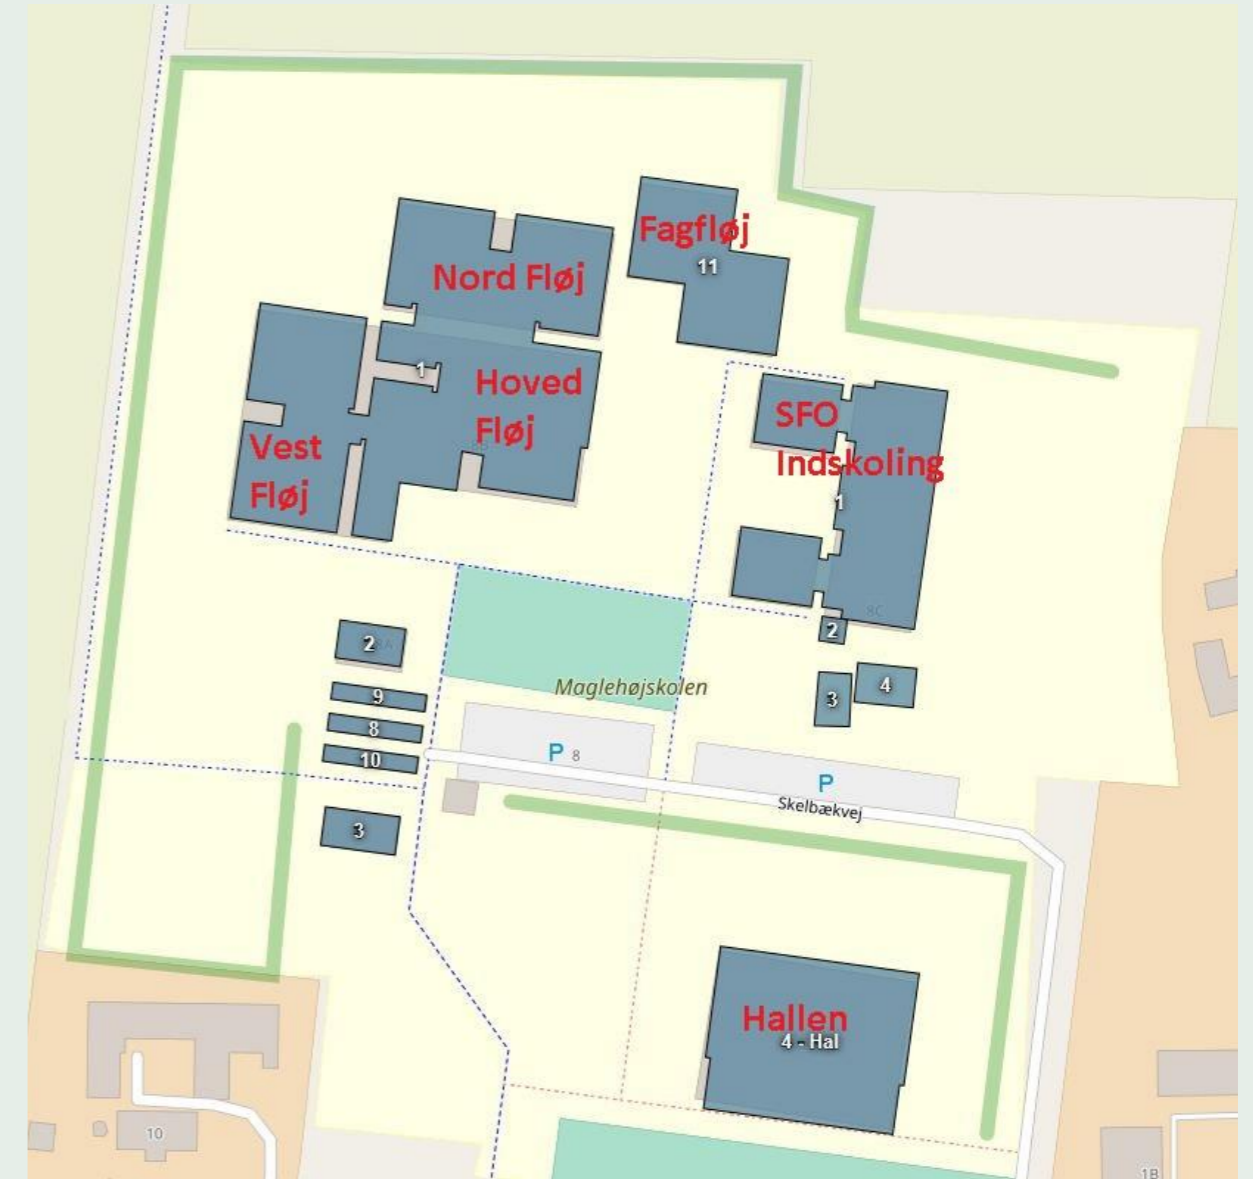 Fagfløj
11
Nord Fløj
1
Hoved
Fløj
Vest
Fløj
SFO
Indskoling
1
8C
2
2
4
3
9
8
10
3
Maglehøjskolen
P 8
P
Skelbækvej
Hallen
4 - Hal
10
1B